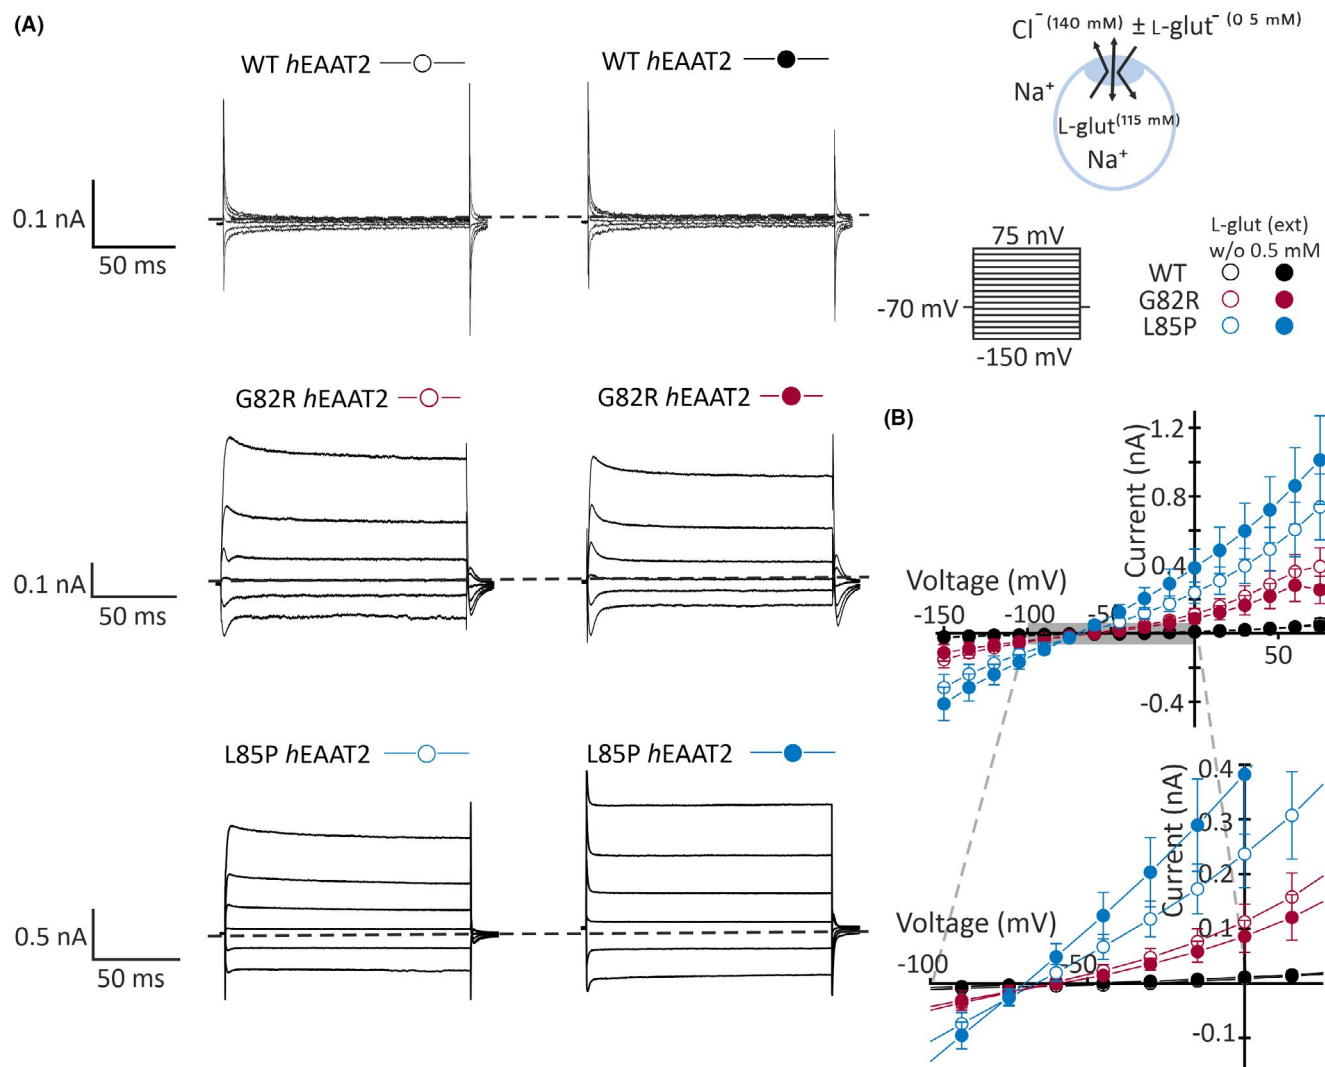 (A)
WT hEAAT2
WT hEAAT2
0.1 nA
50 ms
Cl⁻ (140 mM) ± L-glut⁻ (0 5 mM)
Na⁺
L-glut(115 mM)
Na⁺
75 mV
-70 mV
-150 mV
L-glut (ext)
w/o 0.5 mM
WT
G82R
L85P
G82R hEAAT2
G82R hEAAT2
0.1 nA
50 ms
L85P hEAAT2
L85P hEAAT2
0.5 nA
50 ms
(B)
Current (nA)
1.2
0.8
0.4
Voltage (mV)
-150
-100
-50
50
-0.4
Current (nA)
0.4
0.3
0.2
0.1
Voltage (mV)
-100
-50
-0.1